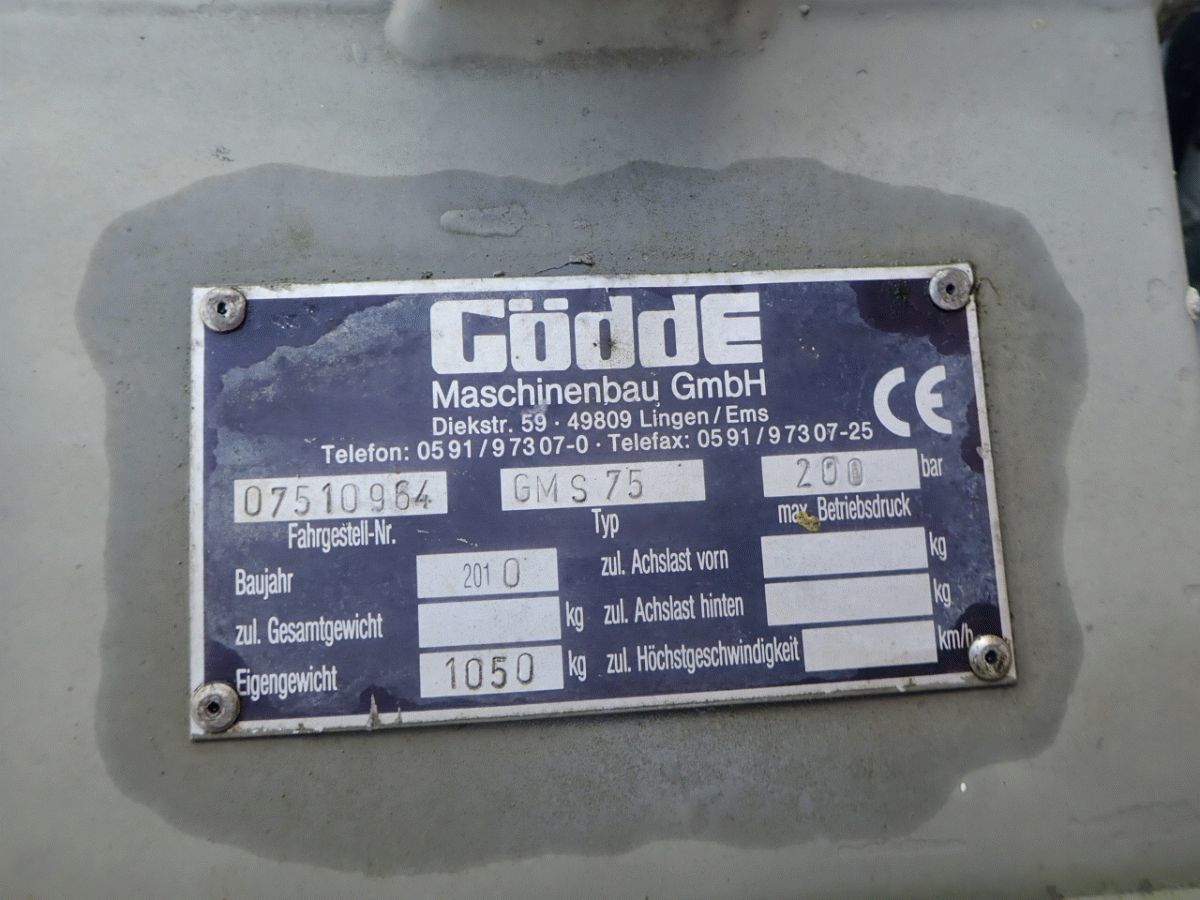 GöddE
Maschinenbau GmbH
Diekstr. 59 · 49809 Lingen/Ems
Telefon: 0591/97307-0 · Telefax: 0591/97307-25
CE
07510964 GMS75 200 bar
Fahrgestell-Nr. Typ max. Betriebsdruck
Baujahr 2010 zul. Achslast vorn kg
zul. Gesamtgewicht kg zul. Achslast hinten kg
Eigengewicht 1050 kg zul. Höchstgeschwindigkeit km/h